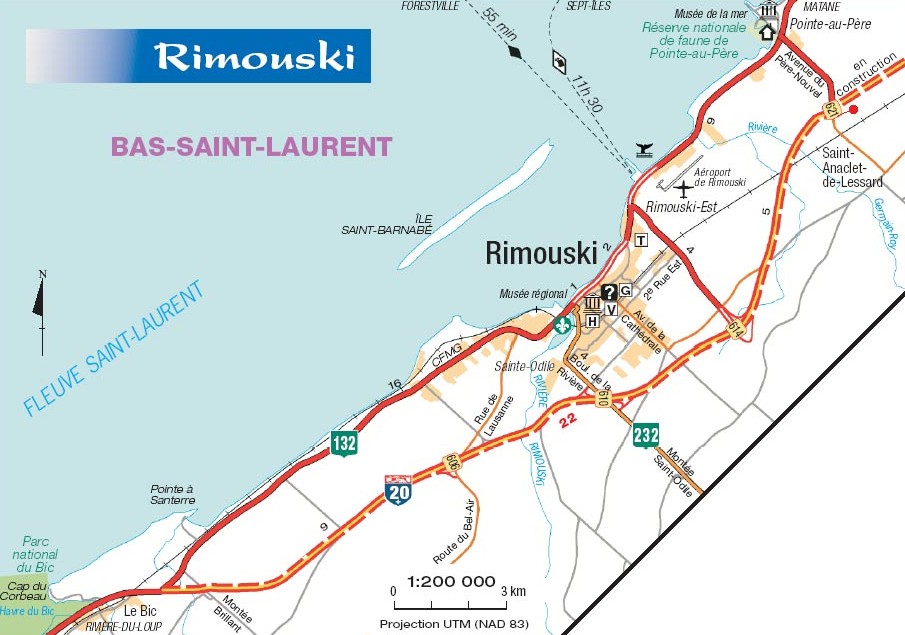 FORESTVILLE
SEPT-ÎLES
MATANE
Musée de la mer
Pointe-au-Père
Réserve nationale
de faune de
Pointe-au-Père
55 min
11h 30
Rimouski
Avenue du
Père-Nouvel
en
construction
621
9
BAS-SAINT-LAURENT
Rivière
Germain-Roy
Saint-
Anaclet-
de-Lessard
Aéroport
de Rimouski
Rimouski-Est
5
ÎLE
SAINT-BARNABÉ
T
4
2
Rimouski
2e Rue Est
N
Musée régional
1
?
G
V
H
Av. de la
Cathédrale
614
FLEUVE SAINT-LAURENT
CFMG
Sainte-Odile
4
Boul. de la
Rivière
16
RIVIÈRE
RIMOUSKI
610
22
Rue de
Lausanne
132
232
606
Montée
Saint-Odile
20
Pointe à
Santerre
9
Route du Bel-Air
Parc
national
du Bic
Cap du
Corbeau
Havre du Bic
Le Bic
RIVIÈRE-DU-LOUP
Montée
Brillant
1:200 000
0
3 km
Projection UTM (NAD 83)